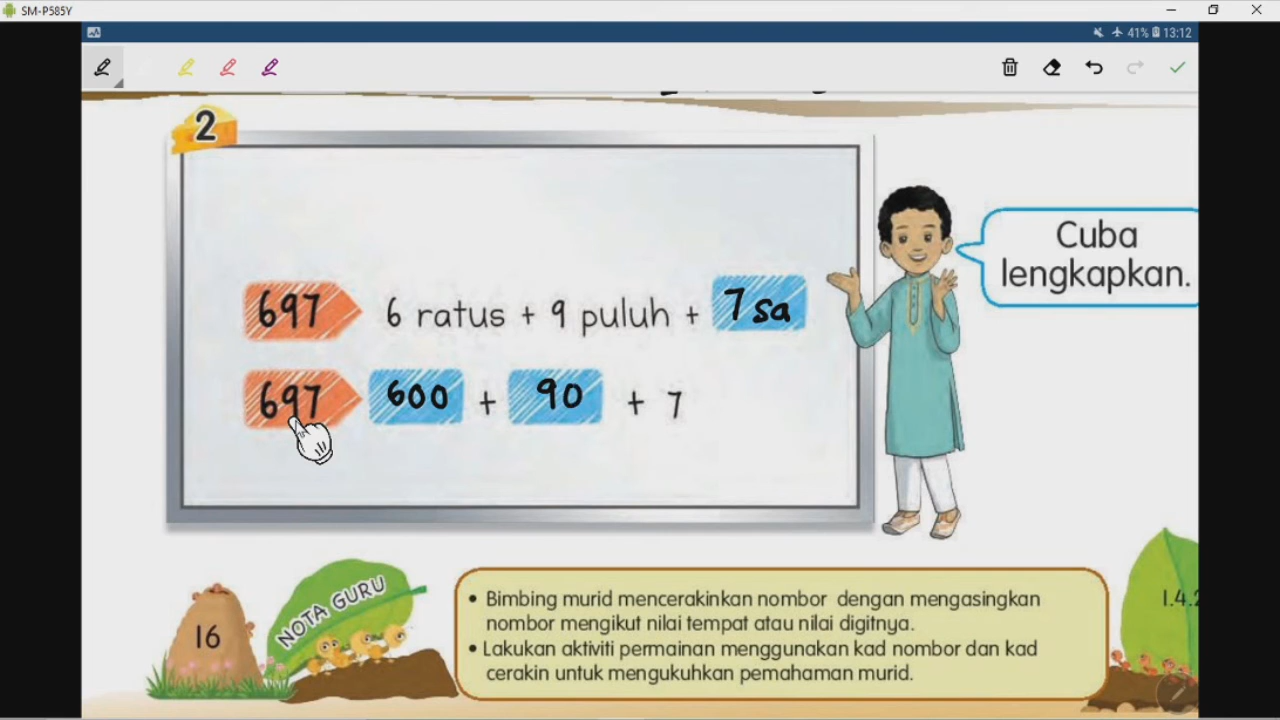 SM-P585Y
41% 13:12
2
Cuba
lengkapkan.
697 6 ratus + 9 puluh + 7 sa
697 600 + 90 + 7
NOTA GURU
16
• Bimbing murid mencerakinkan nombor dengan mengasingkan
nombor mengikut nilai tempat atau nilai digitnya.
• Lakukan aktiviti permainan menggunakan kad nombor dan kad
cerakin untuk mengukuhkan pemahaman murid.
1.4.2